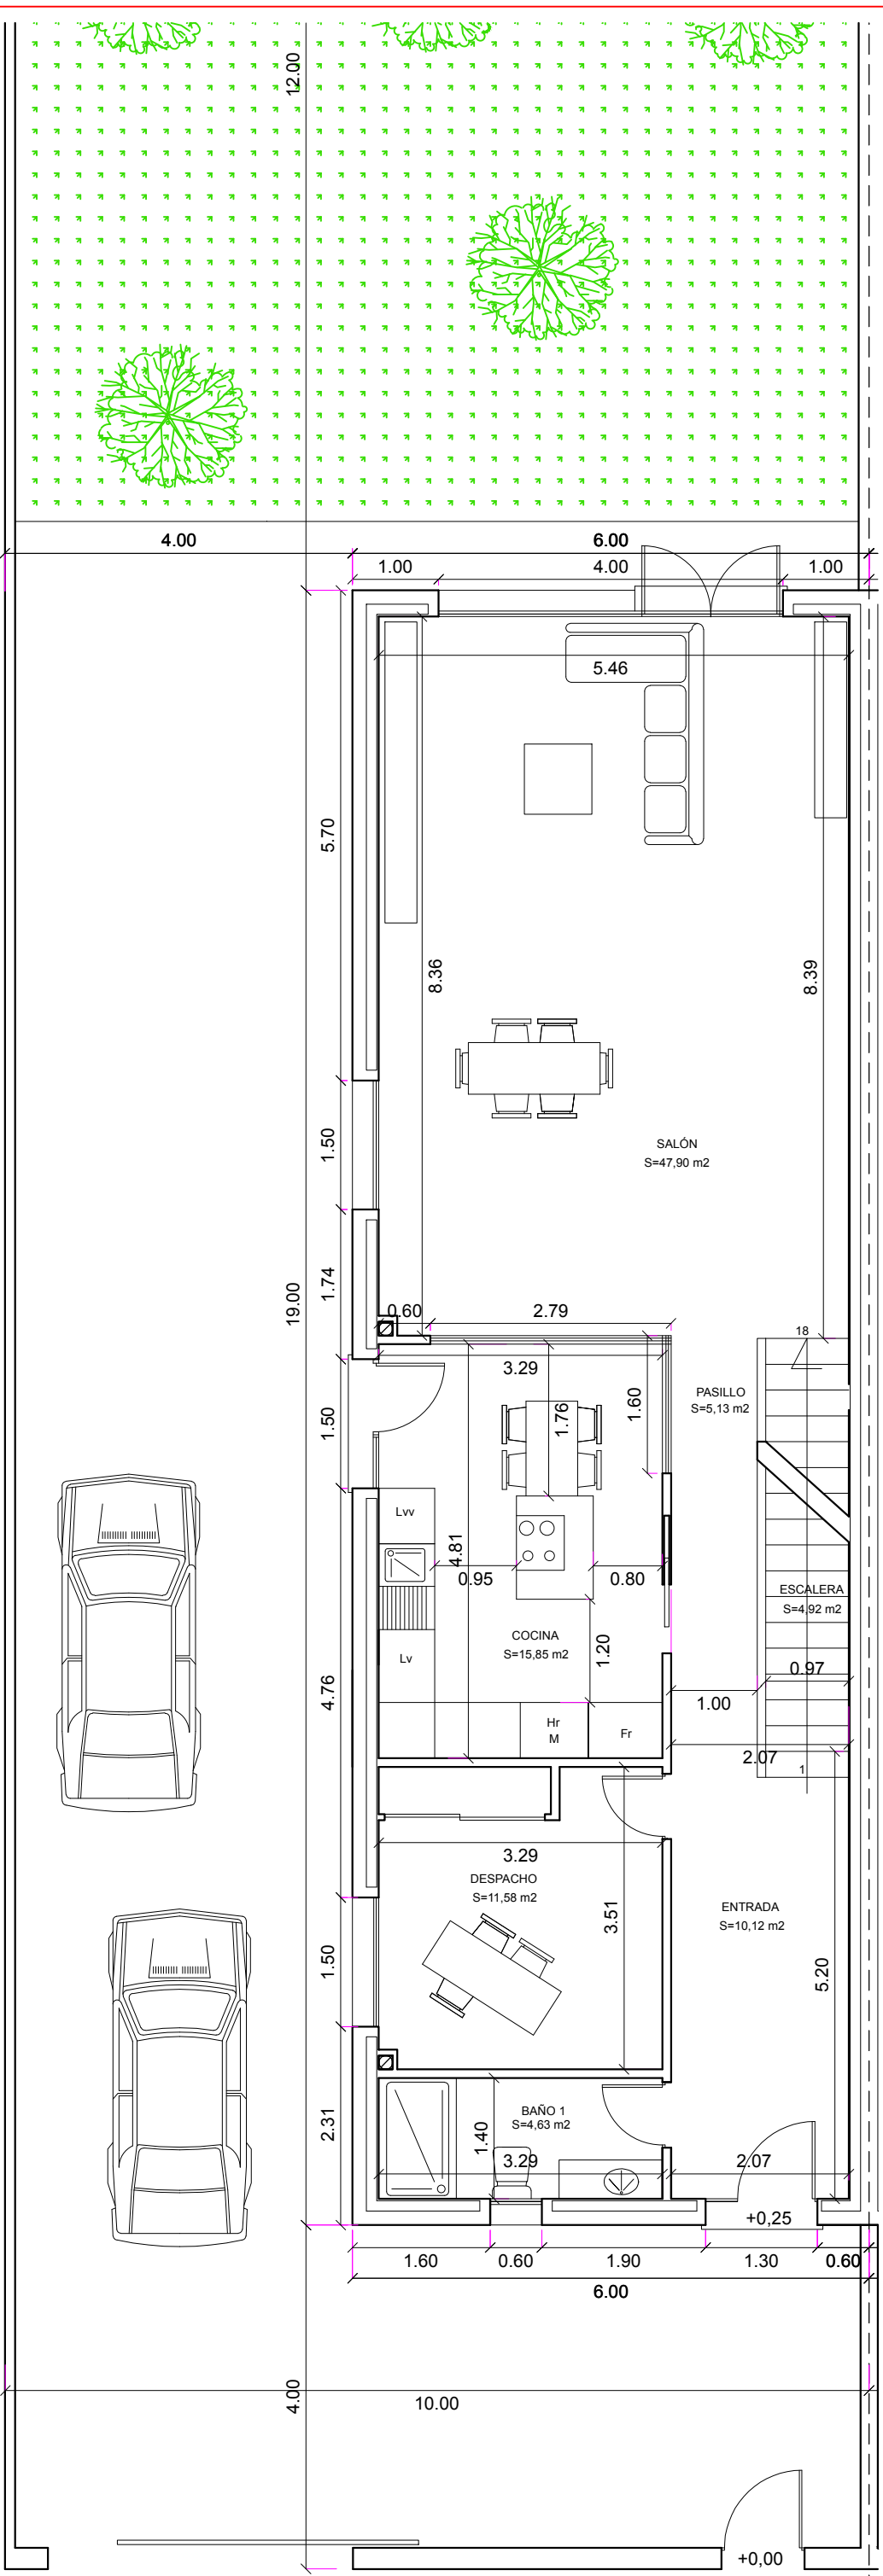 12.00
4.00
6.00
1.00
4.00
1.00
5.46
5.70
8.36
8.39
1.50
SALÓN
S=47,90 m2
19.00
1.74
0.60
2.79
18
3.29
1.76
1.60
PASILLO
S=5,13 m2
1.50
Lvv
4.81
0.95
0.80
ESCALERA
S=4,92 m2
COCINA
S=15,85 m2
1.20
Lv
4.76
0.97
1.00
Hr
M
Fr
2.07
1
3.29
DESPACHO
S=11,58 m2
3.51
ENTRADA
S=10,12 m2
1.50
5.20
BAÑO 1
S=4,63 m2
2.31
1.40
3.29
2.07
+0,25
1.60
0.60
1.90
1.30
0.60
6.00
4.00
10.00
+0,00